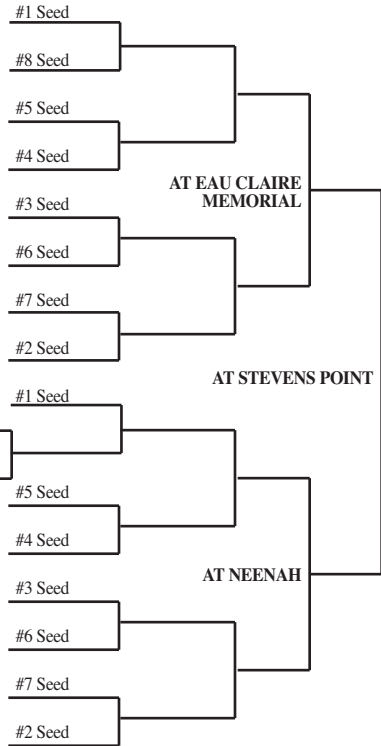 #1 Seed
#8 Seed
#5 Seed
#4 Seed
AT EAU CLAIRE
MEMORIAL
#3 Seed
#6 Seed
#7 Seed
#2 Seed
AT STEVENS POINT
#1 Seed
#5 Seed
#4 Seed
AT NEENAH
#3 Seed
#6 Seed
#7 Seed
#2 Seed